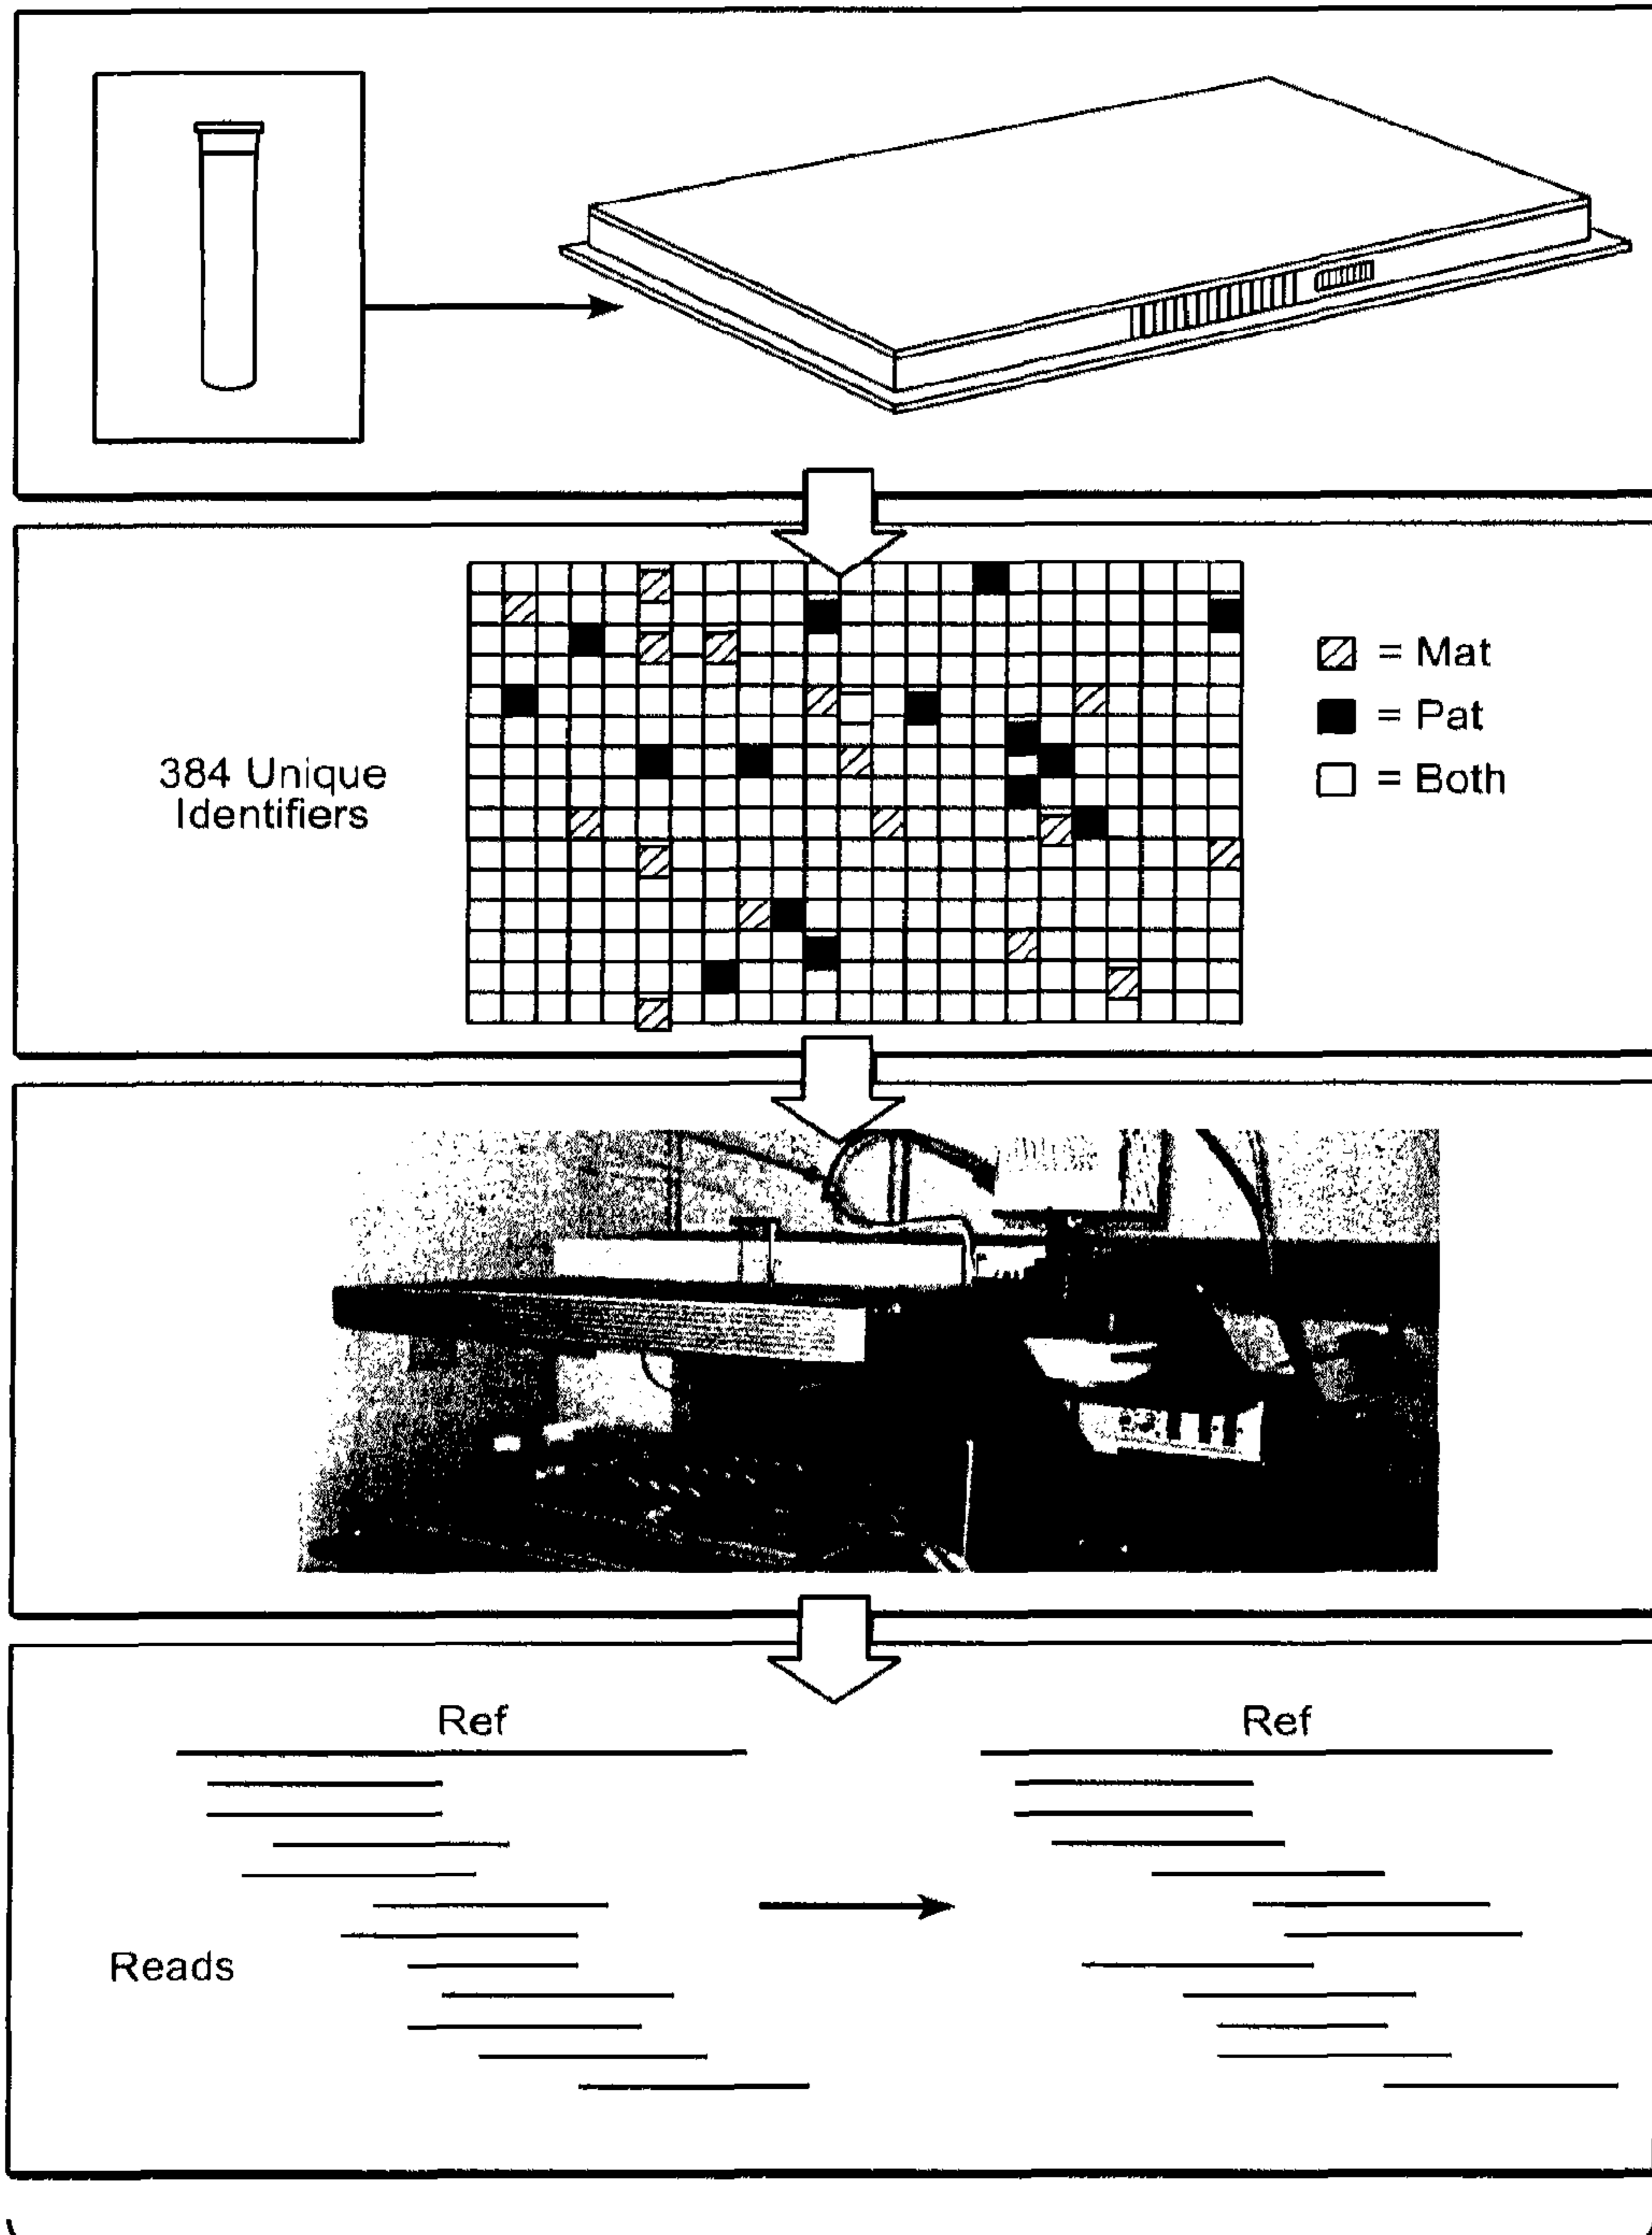 384 Unique
Identifiers
= Mat
= Pat
= Both
Ref
Ref
Reads